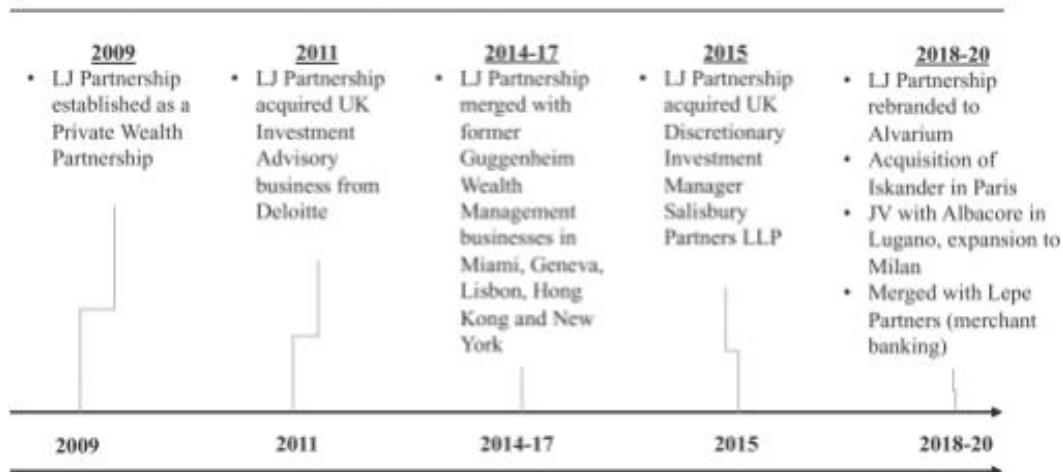 2009
• LJ Partnership
established as a
Private Wealth
Partnership
2011
• LJ Partnership
acquired UK
Investment
Advisory
business from
Deloitte
2014-17
• LJ Partnership
merged with
former
Guggenheim
Wealth
Management
businesses in
Miami, Geneva,
Lisbon, Hong
Kong and New
York
2015
• LJ Partnership
acquired UK
Discretionary
Investment
Manager
Salisbury
Partners LLP
2018-20
• LJ Partnership
rebranded to
Alvarium
• Acquisition of
Iskander in Paris
• JV with Albacore in
Lugano, expansion to
Milan
• Merged with Lepe
Partners (merchant
banking)
2009
2011
2014-17
2015
2018-20